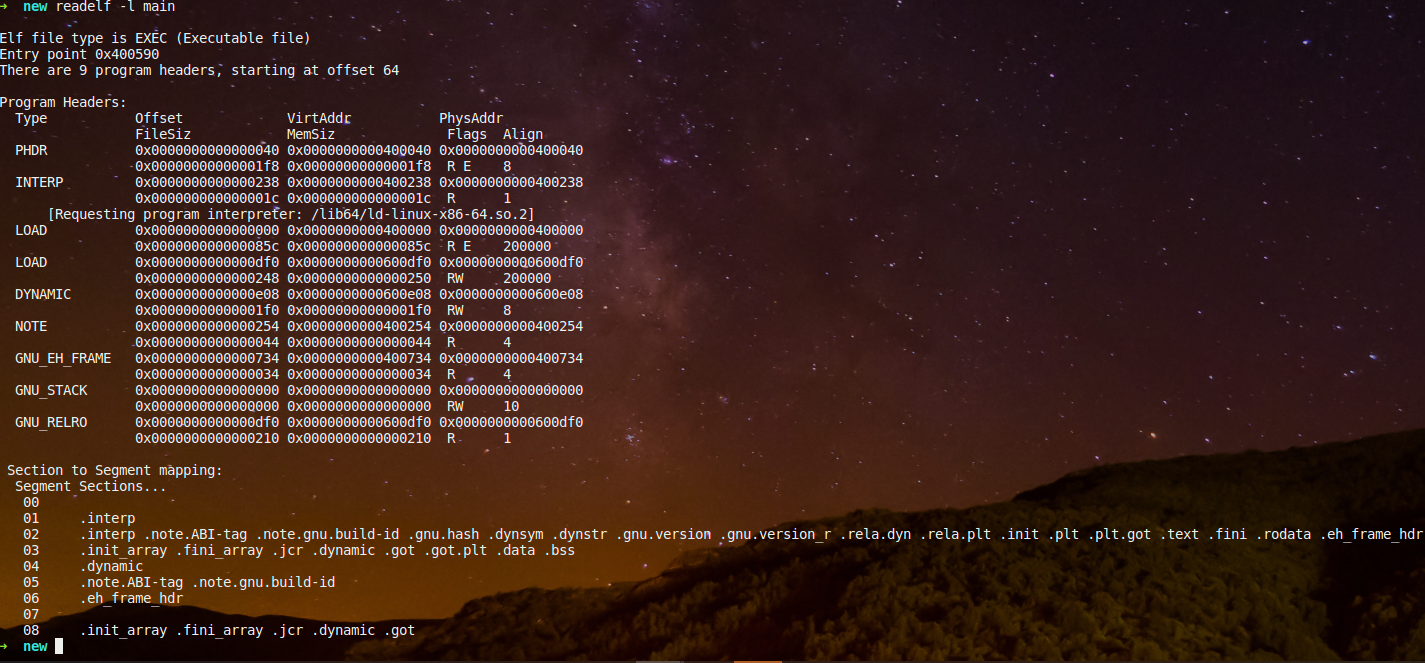 →  new readelf -l main

Elf file type is EXEC (Executable file)
Entry point 0x400590
There are 9 program headers, starting at offset 64

Program Headers:
  Type           Offset             VirtAddr           PhysAddr
                 FileSiz            MemSiz              Flags  Align
  PHDR           0x0000000000000040 0x0000000000400040 0x0000000000400040
                 0x00000000000001f8 0x00000000000001f8  R E    8
  INTERP         0x0000000000000238 0x0000000000400238 0x0000000000400238
                 0x000000000000001c 0x000000000000001c  R      1
      [Requesting program interpreter: /lib64/ld-linux-x86-64.so.2]
  LOAD           0x0000000000000000 0x0000000000400000 0x0000000000400000
                 0x000000000000085c 0x000000000000085c  R E    200000
  LOAD           0x0000000000000df0 0x0000000000600df0 0x0000000000600df0
                 0x0000000000000248 0x0000000000000250  RW     200000
  DYNAMIC        0x0000000000000e08 0x0000000000600e08 0x0000000000600e08
                 0x00000000000001f0 0x00000000000001f0  RW     8
  NOTE           0x0000000000000254 0x0000000000400254 0x0000000000400254
                 0x0000000000000044 0x0000000000000044  R      4
  GNU_EH_FRAME   0x0000000000000734 0x0000000000400734 0x0000000000400734
                 0x0000000000000034 0x0000000000000034  R      4
  GNU_STACK      0x0000000000000000 0x0000000000000000 0x0000000000000000
                 0x0000000000000000 0x0000000000000000  RW     10
  GNU_RELRO      0x0000000000000df0 0x0000000000600df0 0x0000000000600df0
                 0x0000000000000210 0x0000000000000210  R      1

 Section to Segment mapping:
  Segment Sections...
   00
   01     .interp
   02     .interp .note.ABI-tag .note.gnu.build-id .gnu.hash .dynsym .dynstr .gnu.version .gnu.version_r .rela.dyn .rela.plt .init .plt .plt.got .text .fini .rodata .eh_frame_hdr
   03     .init_array .fini_array .jcr .dynamic .got .got.plt .data .bss
   04     .dynamic
   05     .note.ABI-tag .note.gnu.build-id
   06     .eh_frame_hdr
   07
   08     .init_array .fini_array .jcr .dynamic .got
→  new